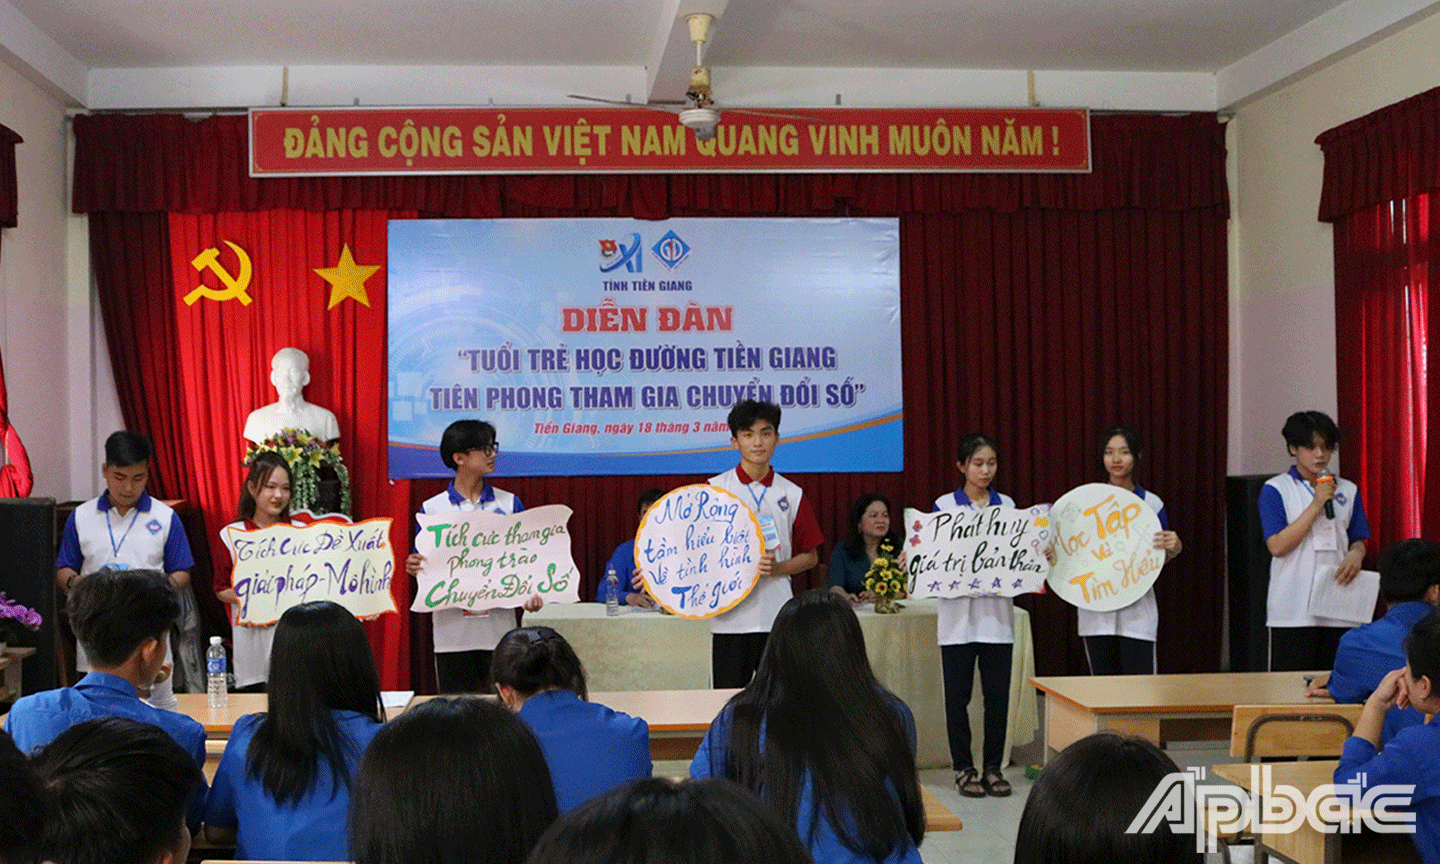 ĐẢNG CỘNG SẢN VIỆT NAM QUANG VINH MUÔN NĂM !
XI
TỈNH TIỀN GIANG
DIỄN ĐÀN
“TUỔI TRẺ HỌC ĐƯỜNG TIỀN GIANG
TIÊN PHONG THAM GIA CHUYỂN ĐỔI SỐ”
Tiền Giang, ngày 18 tháng 3 năm
Tích cực Đề xuất
giải pháp - Mô hình
Tích cực tham gia
phong trào
Chuyển Đổi Số
Mở Rộng
tầm hiểu biết
về tình hình
Thế giới
Phát huy
giá trị bản thân
Học Tập
Và
Tìm Hiểu
Apbắc